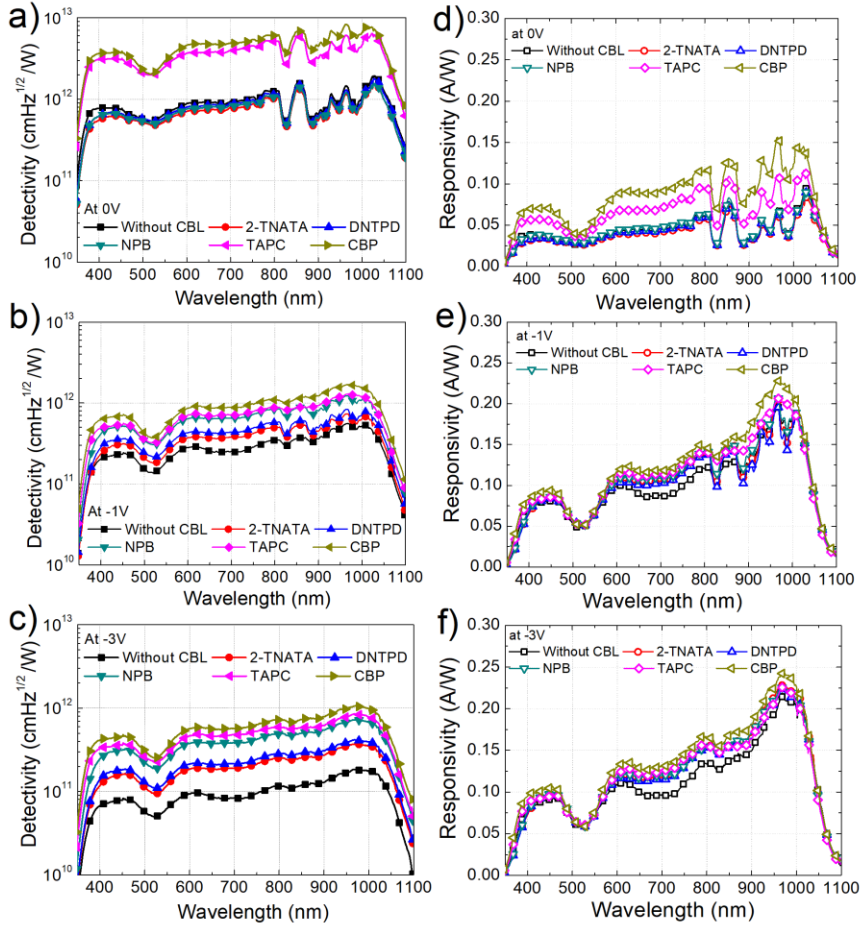 a)
10^13
10^12
10^11
10^10
Detectivity (cmHz^1/2/W)
At 0V
Without CBL 2-TNATA DNTPD
NPB TAPC CBP
400 500 600 700 800 900 1000 1100
Wavelength (nm)
b)
10^13
10^12
10^11
10^10
Detectivity (cmHz^1/2/W)
At -1V
Without CBL 2-TNATA DNTPD
NPB TAPC CBP
400 500 600 700 800 900 1000 1100
Wavelength (nm)
c)
10^13
10^12
10^11
10^10
Detectivity (cmHz^1/2/W)
At -3V
Without CBL 2-TNATA DNTPD
NPB TAPC CBP
400 500 600 700 800 900 1000 1100
Wavelength (nm)
d)
0.30
0.25
0.20
0.15
0.10
0.05
0.00
Responsivity (A/W)
at 0V
Without CBL 2-TNATA DNTPD
NPB TAPC CBP
400 500 600 700 800 900 1000 1100
Wavelength (nm)
e)
0.30
0.25
0.20
0.15
0.10
0.05
0.00
Responsivity (A/W)
at -1V
Without CBL 2-TNATA DNTPD
NPB TAPC CBP
400 500 600 700 800 900 1000 1100
Wavelength (nm)
f)
0.30
0.25
0.20
0.15
0.10
0.05
0.00
Responsivity (A/W)
at -3V
Without CBL 2-TNATA DNTPD
NPB TAPC CBP
400 500 600 700 800 900 1000 1100
Wavelength (nm)